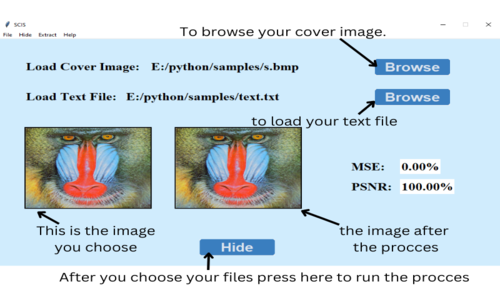 SCIS
File Hide Extract Help
To browse your cover image.
Load Cover Image: E:/python/samples/s.bmp
Browse
Load Text File: E:/python/samples/text.txt
Browse
to load your text file
MSE: 0.00%
PSNR: 100.00%
This is the image
you choose
the image after
the procces
Hide
After you choose your files press here to run the procces